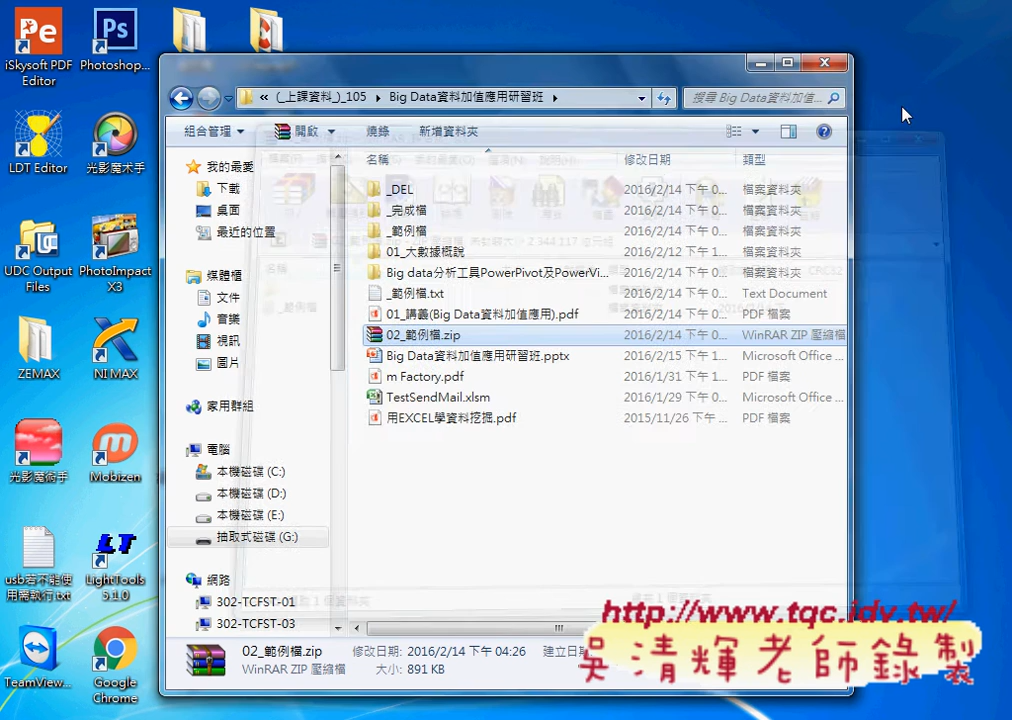 iSkysoft PDF Editor
Photoshop...
LDT Editor
光影魔术手
UDC Output Files
PhotoImpact X3
ZEMAX
NI MAX
光影魔術手
Mobizen
usb若不能使用需執行.txt
LightTools 5.1.0
TeamView...
Google Chrome
« (_上課資料_)_105 ▸ Big Data資料加值應用研習班 ▸
搜尋 Big Data資料加值...
組合管理 ▼ 開啟 ▼ 燒錄 新增資料夾
我的最愛
下載
桌面
最近的位置
媒體櫃
文件
音樂
視訊
圖片
家用群組
電腦
本機磁碟 (C:)
本機磁碟 (D:)
本機磁碟 (E:)
抽取式磁碟 (G:)
網路
302-TCFST-01
302-TCFST-03
名稱 修改日期 類型
_DEL 2016/2/14 下午 0... 檔案資料夾
_完成檔 2016/2/14 下午 0... 檔案資料夾
_範例檔 2016/2/14 下午 0... 檔案資料夾
01_大數據概說 2016/2/12 下午 1... 檔案資料夾
Big data分析工具PowerPivot及PowerVi... 2016/2/14 下午 0... 檔案資料夾
_範例檔.txt 2016/2/14 下午 0... Text Document
01_講義(Big Data資料加值應用).pdf 2016/2/14 下午 0... PDF 檔案
02_範例檔.zip 2016/2/14 下午 0... WinRAR ZIP 壓縮檔
Big Data資料加值應用研習班.pptx 2016/2/15 下午 1... Microsoft Office ...
m Factory.pdf 2016/1/31 下午 1... PDF 檔案
TestSendMail.xlsm 2016/1/29 下午 0... Microsoft Office ...
用EXCEL學資料挖掘.pdf 2015/11/26 下午 ... PDF 檔案
02_範例檔.zip 修改日期: 2016/2/14 下午 04:26 建立日期
WinRAR ZIP 壓縮檔 大小: 891 KB
http://www.tqc.idv.tw/
吳清輝老師錄製